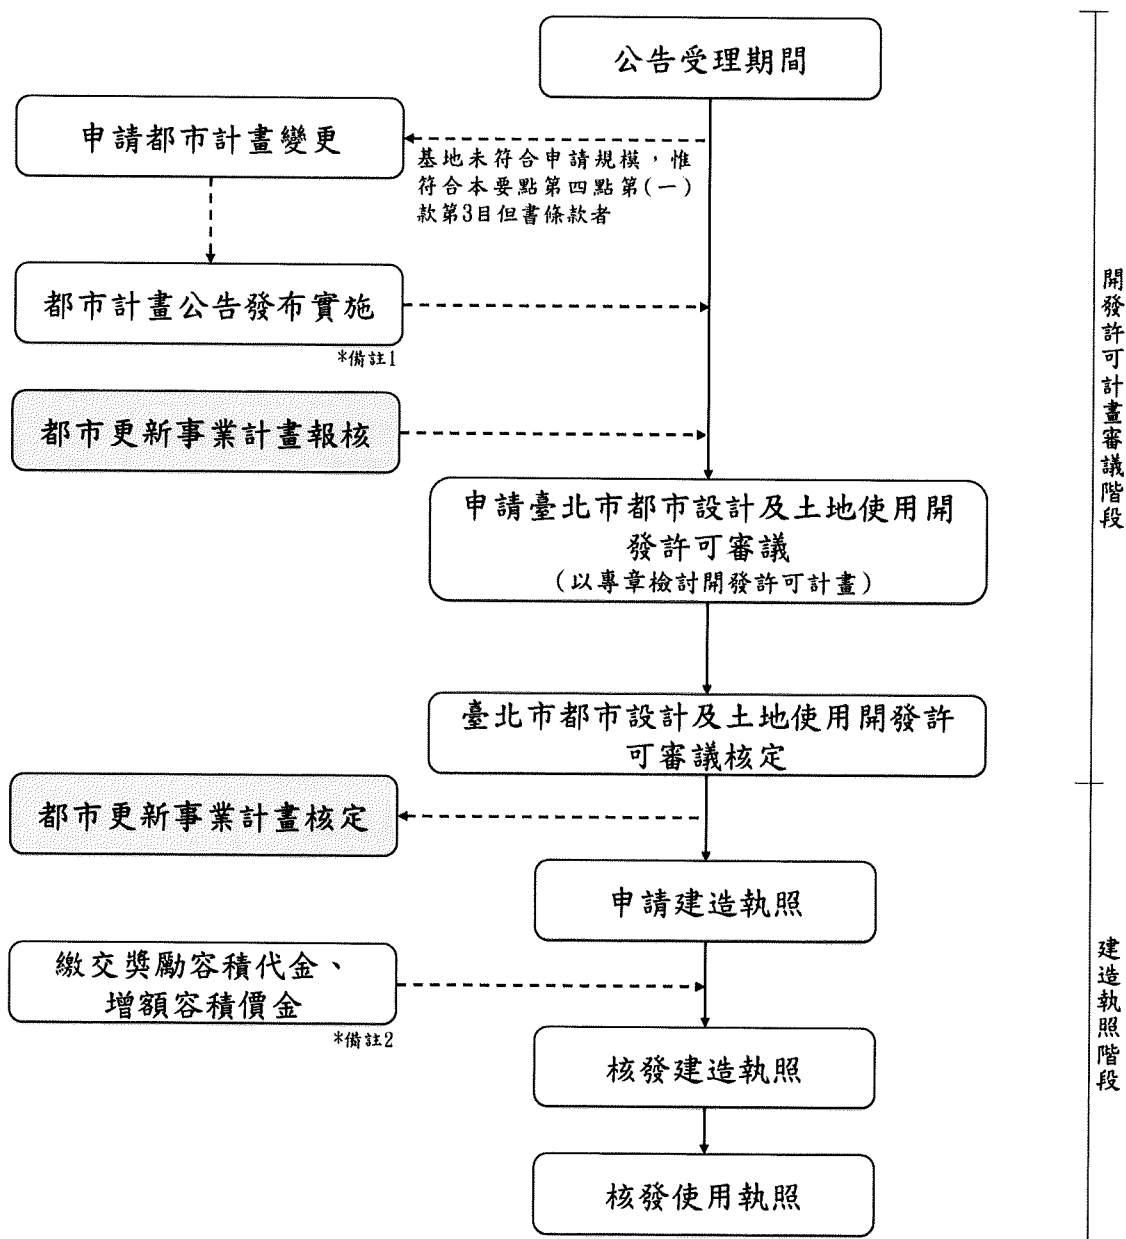 公告受理期間
申請都市計畫變更
基地未符合申請規模，惟
符合本要點第四點第(一)
款第3目但書條款者
都市計畫公告發布實施
*備註1
都市更新事業計畫報核
申請臺北市都市設計及土地使用開
發許可審議
(以專章檢討開發許可計畫)
臺北市都市設計及土地使用開發許
可審議核定
都市更新事業計畫核定
申請建造執照
繳交獎勵容積代金、
增額容積價金
*備註2
核發建造執照
核發使用執照
開發許可計畫審議階段
建造執照階段